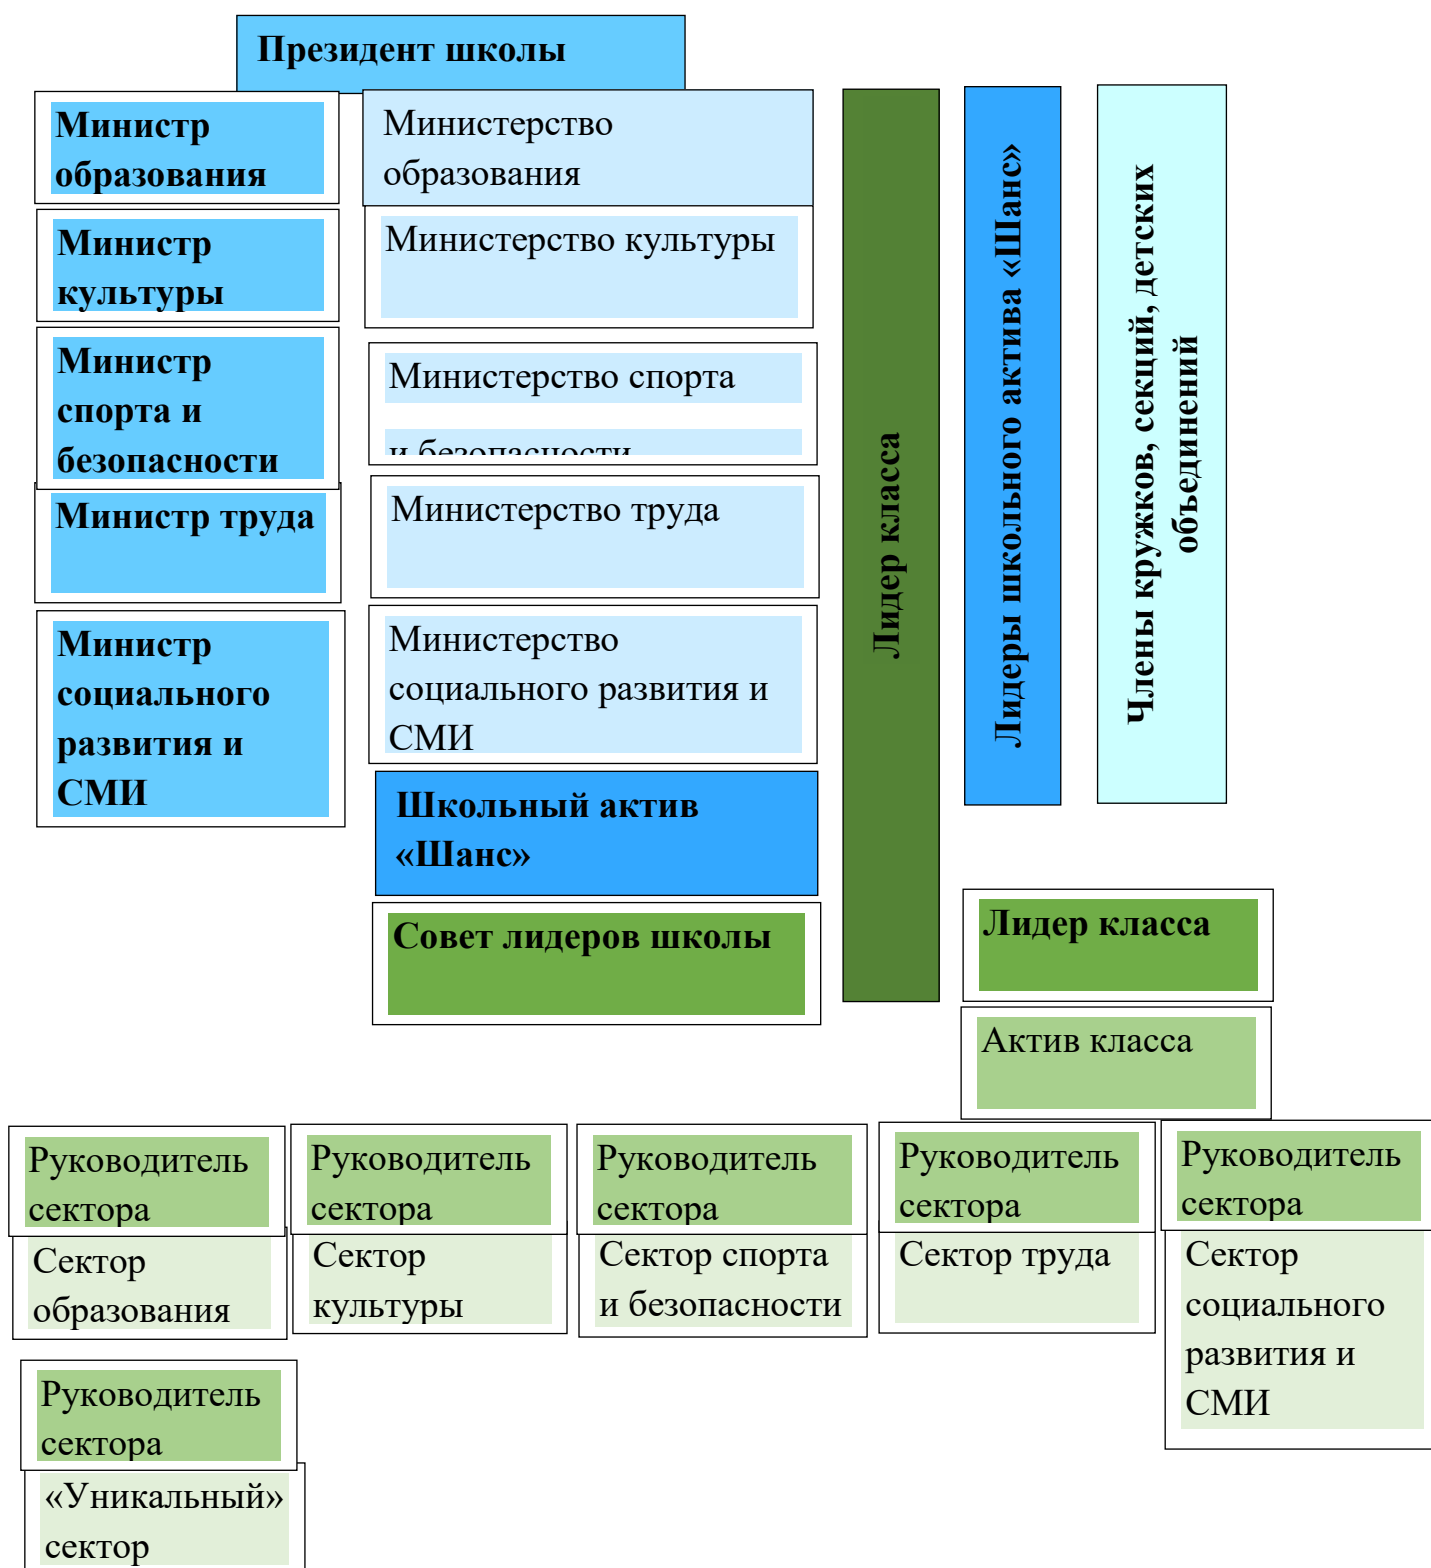 Президент школы
Министр
образования
Министерство
образования
Министр
культуры
Министерство культуры
Министр
спорта и
безопасности
Министерство спорта
и безопасности
Министр труда
Министерство труда
Министр
социального
развития и
СМИ
Министерство
социального развития и
СМИ
Школьный актив
«Шанс»
Совет лидеров школы
Лидер класса
Лидеры школьного актива «Шанс»
Члены кружков, секций, детских
объединений
Лидер класса
Актив класса
Руководитель
сектора
Руководитель
сектора
Руководитель
сектора
Руководитель
сектора
Руководитель
сектора
Сектор
образования
Сектор
культуры
Сектор спорта
и безопасности
Сектор труда
Сектор
социального
развития и
СМИ
Руководитель
сектора
«Уникальный»
сектор